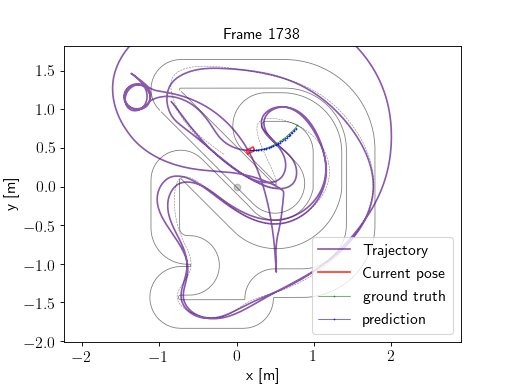 Frame 1738
y [m]
1.5
1.0
0.5
0.0
−0.5
−1.0
−1.5
−2.0
−2
−1
0
1
2
x [m]
Trajectory
Current pose
ground truth
prediction